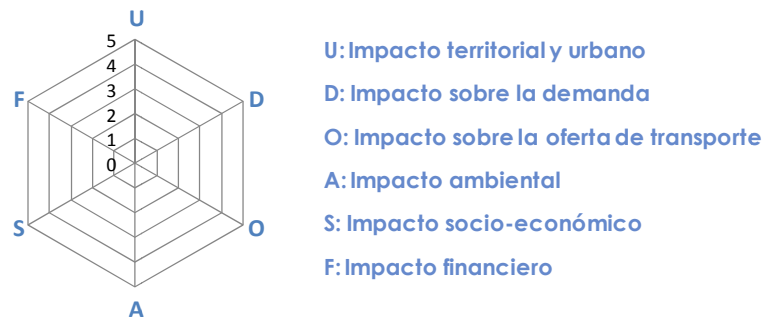 U
5
4
3
2
1
0
F
D
S
O
A
U: Impacto territorial y urbano
D: Impacto sobre la demanda
O: Impacto sobre la oferta de transporte
A: Impacto ambiental
S: Impacto socio-económico
F: Impacto financiero